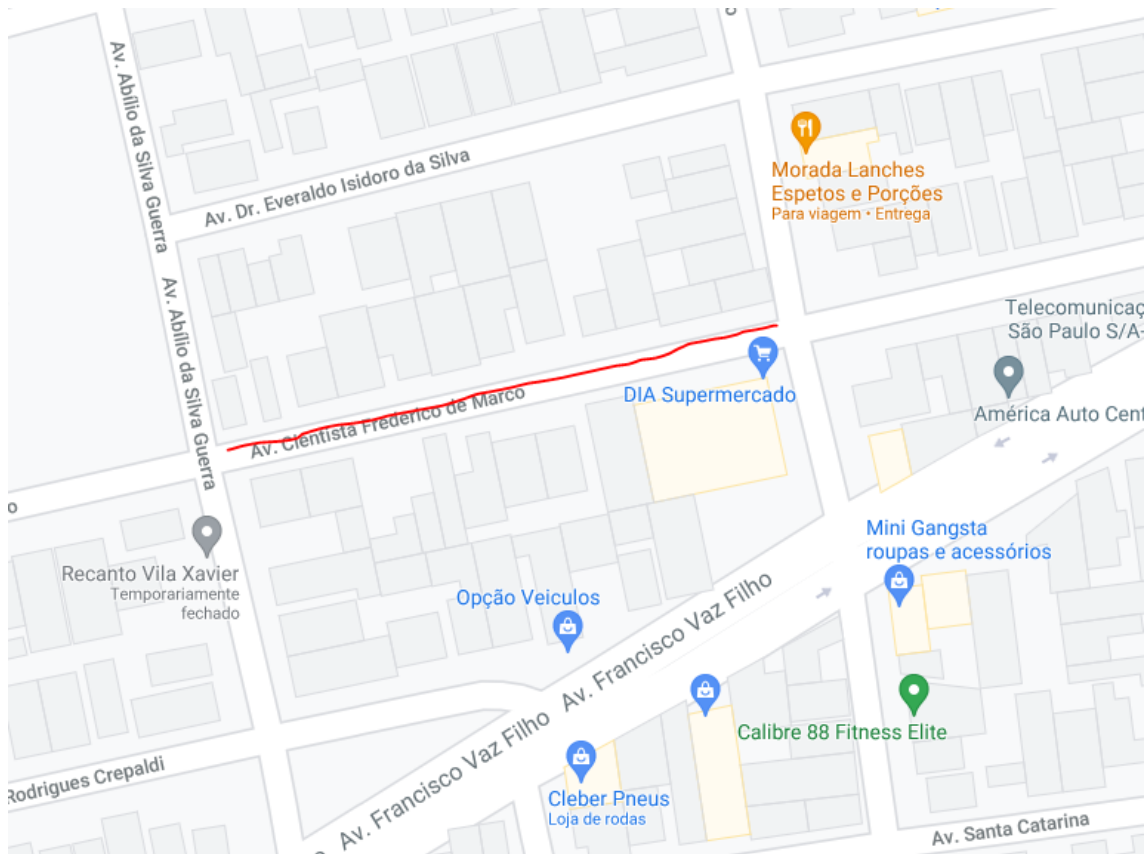 Av. Abílio da Silva Guerra
Av. Dr. Everaldo Isidoro da Silva
Morada Lanches
Espetos e Porções
Para viagem • Entrega
Av. Abílio da Silva Guerra
Telecomunicaç
São Paulo S/A-
DIA Supermercado
Av. Cientista Frederico de Marco
América Auto Cent
Mini Gangsta
roupas e acessórios
Recanto Vila Xavier
Temporariamente
fechado
Opção Veiculos
Av. Francisco Vaz Filho
Av. Francisco Vaz Filho
Calibre 88 Fitness Elite
Rodrigues Crepaldi
Cleber Pneus
Loja de rodas
Av. Santa Catarina